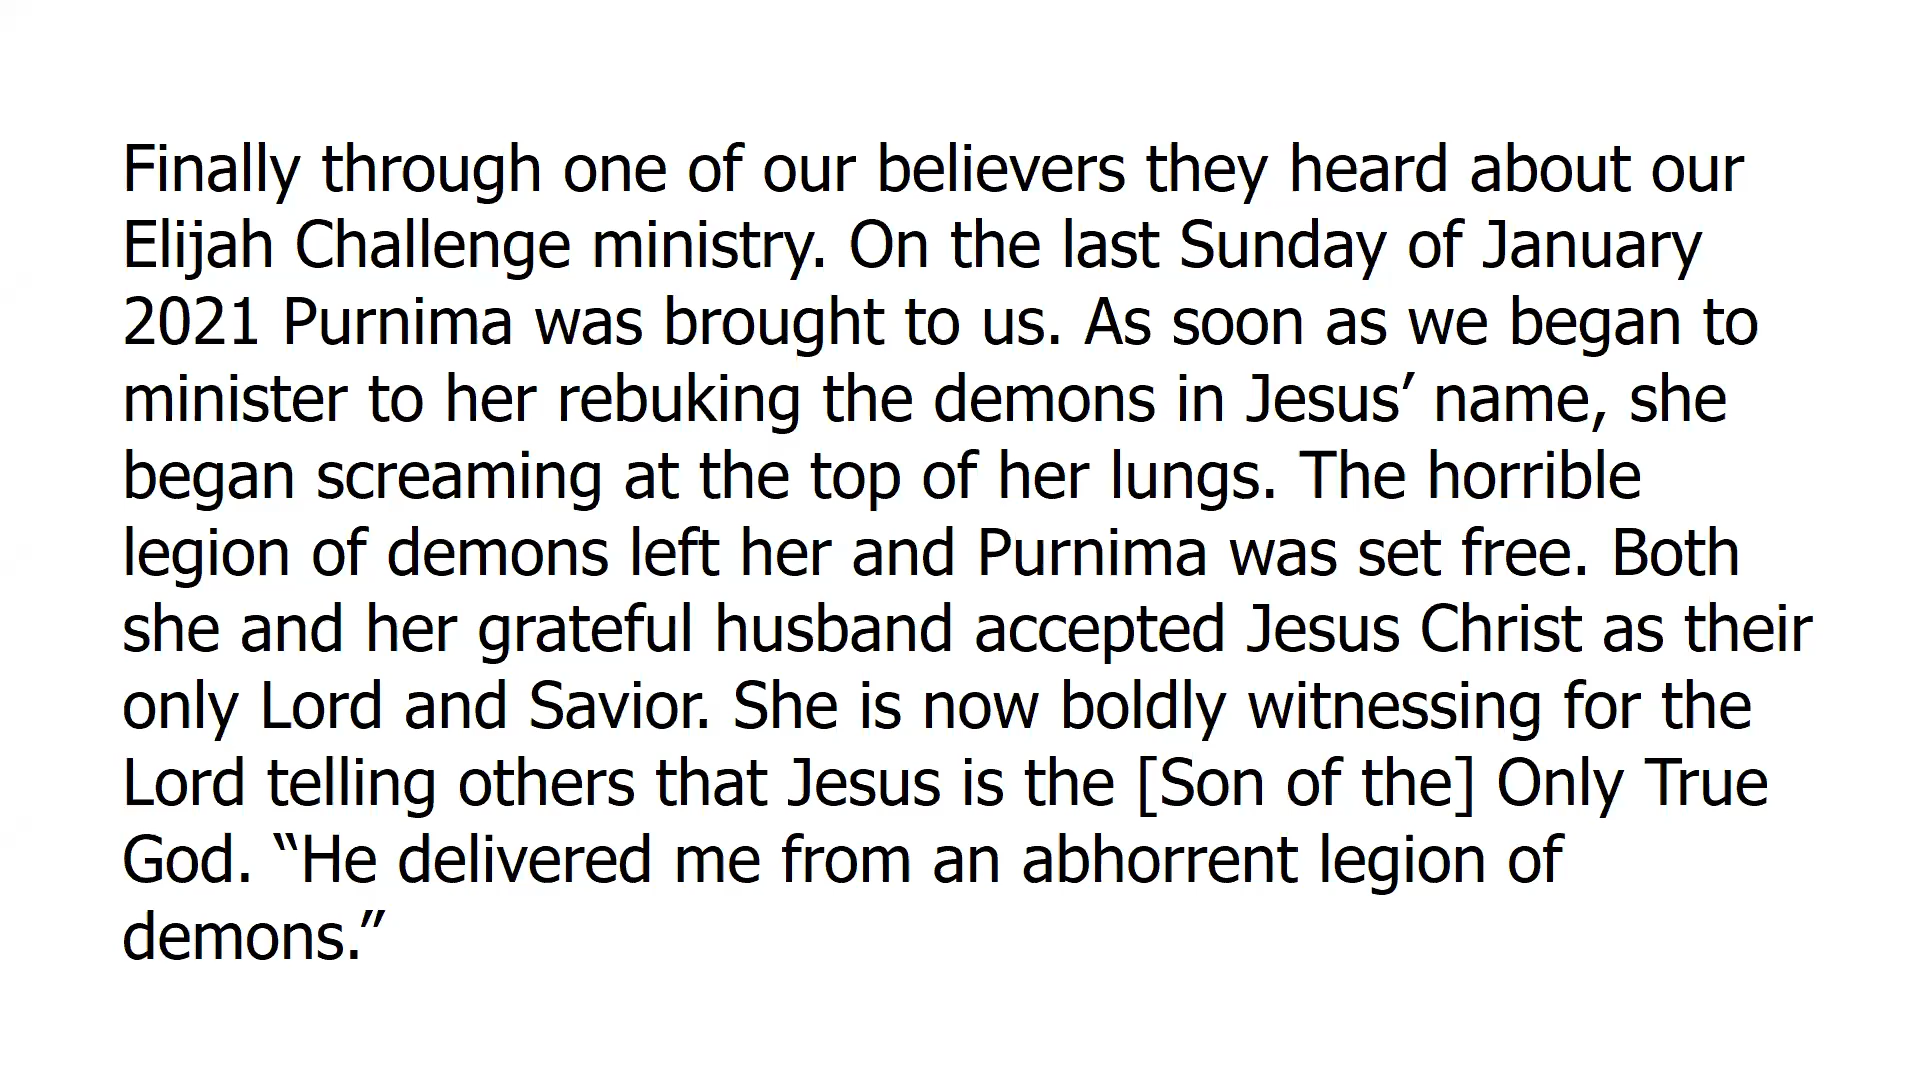 Finally through one of our believers they heard about our
Elijah Challenge ministry. On the last Sunday of January
2021 Purnima was brought to us. As soon as we began to
minister to her rebuking the demons in Jesus’ name, she
began screaming at the top of her lungs. The horrible
legion of demons left her and Purnima was set free. Both
she and her grateful husband accepted Jesus Christ as their
only Lord and Savior. She is now boldly witnessing for the
Lord telling others that Jesus is the [Son of the] Only True
God. “He delivered me from an abhorrent legion of
demons.”